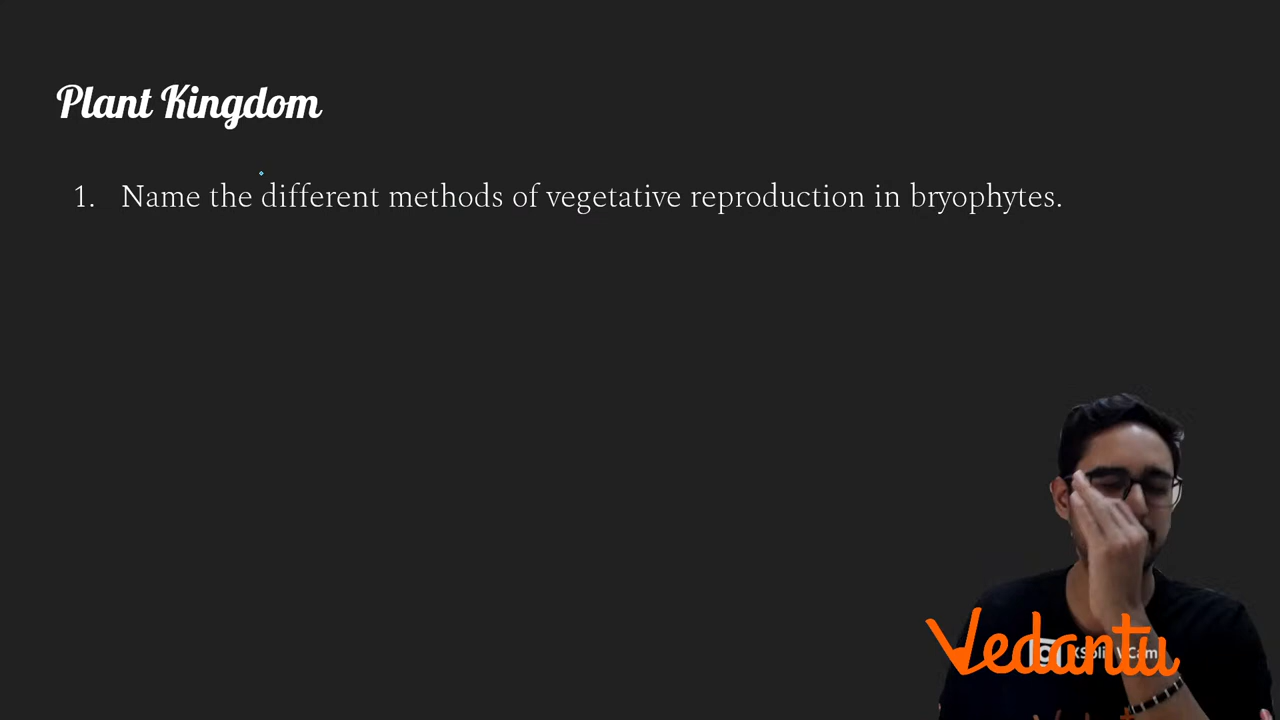 Plant Kingdom
1. Name the different methods of vegetative reproduction in bryophytes.
Vedantu